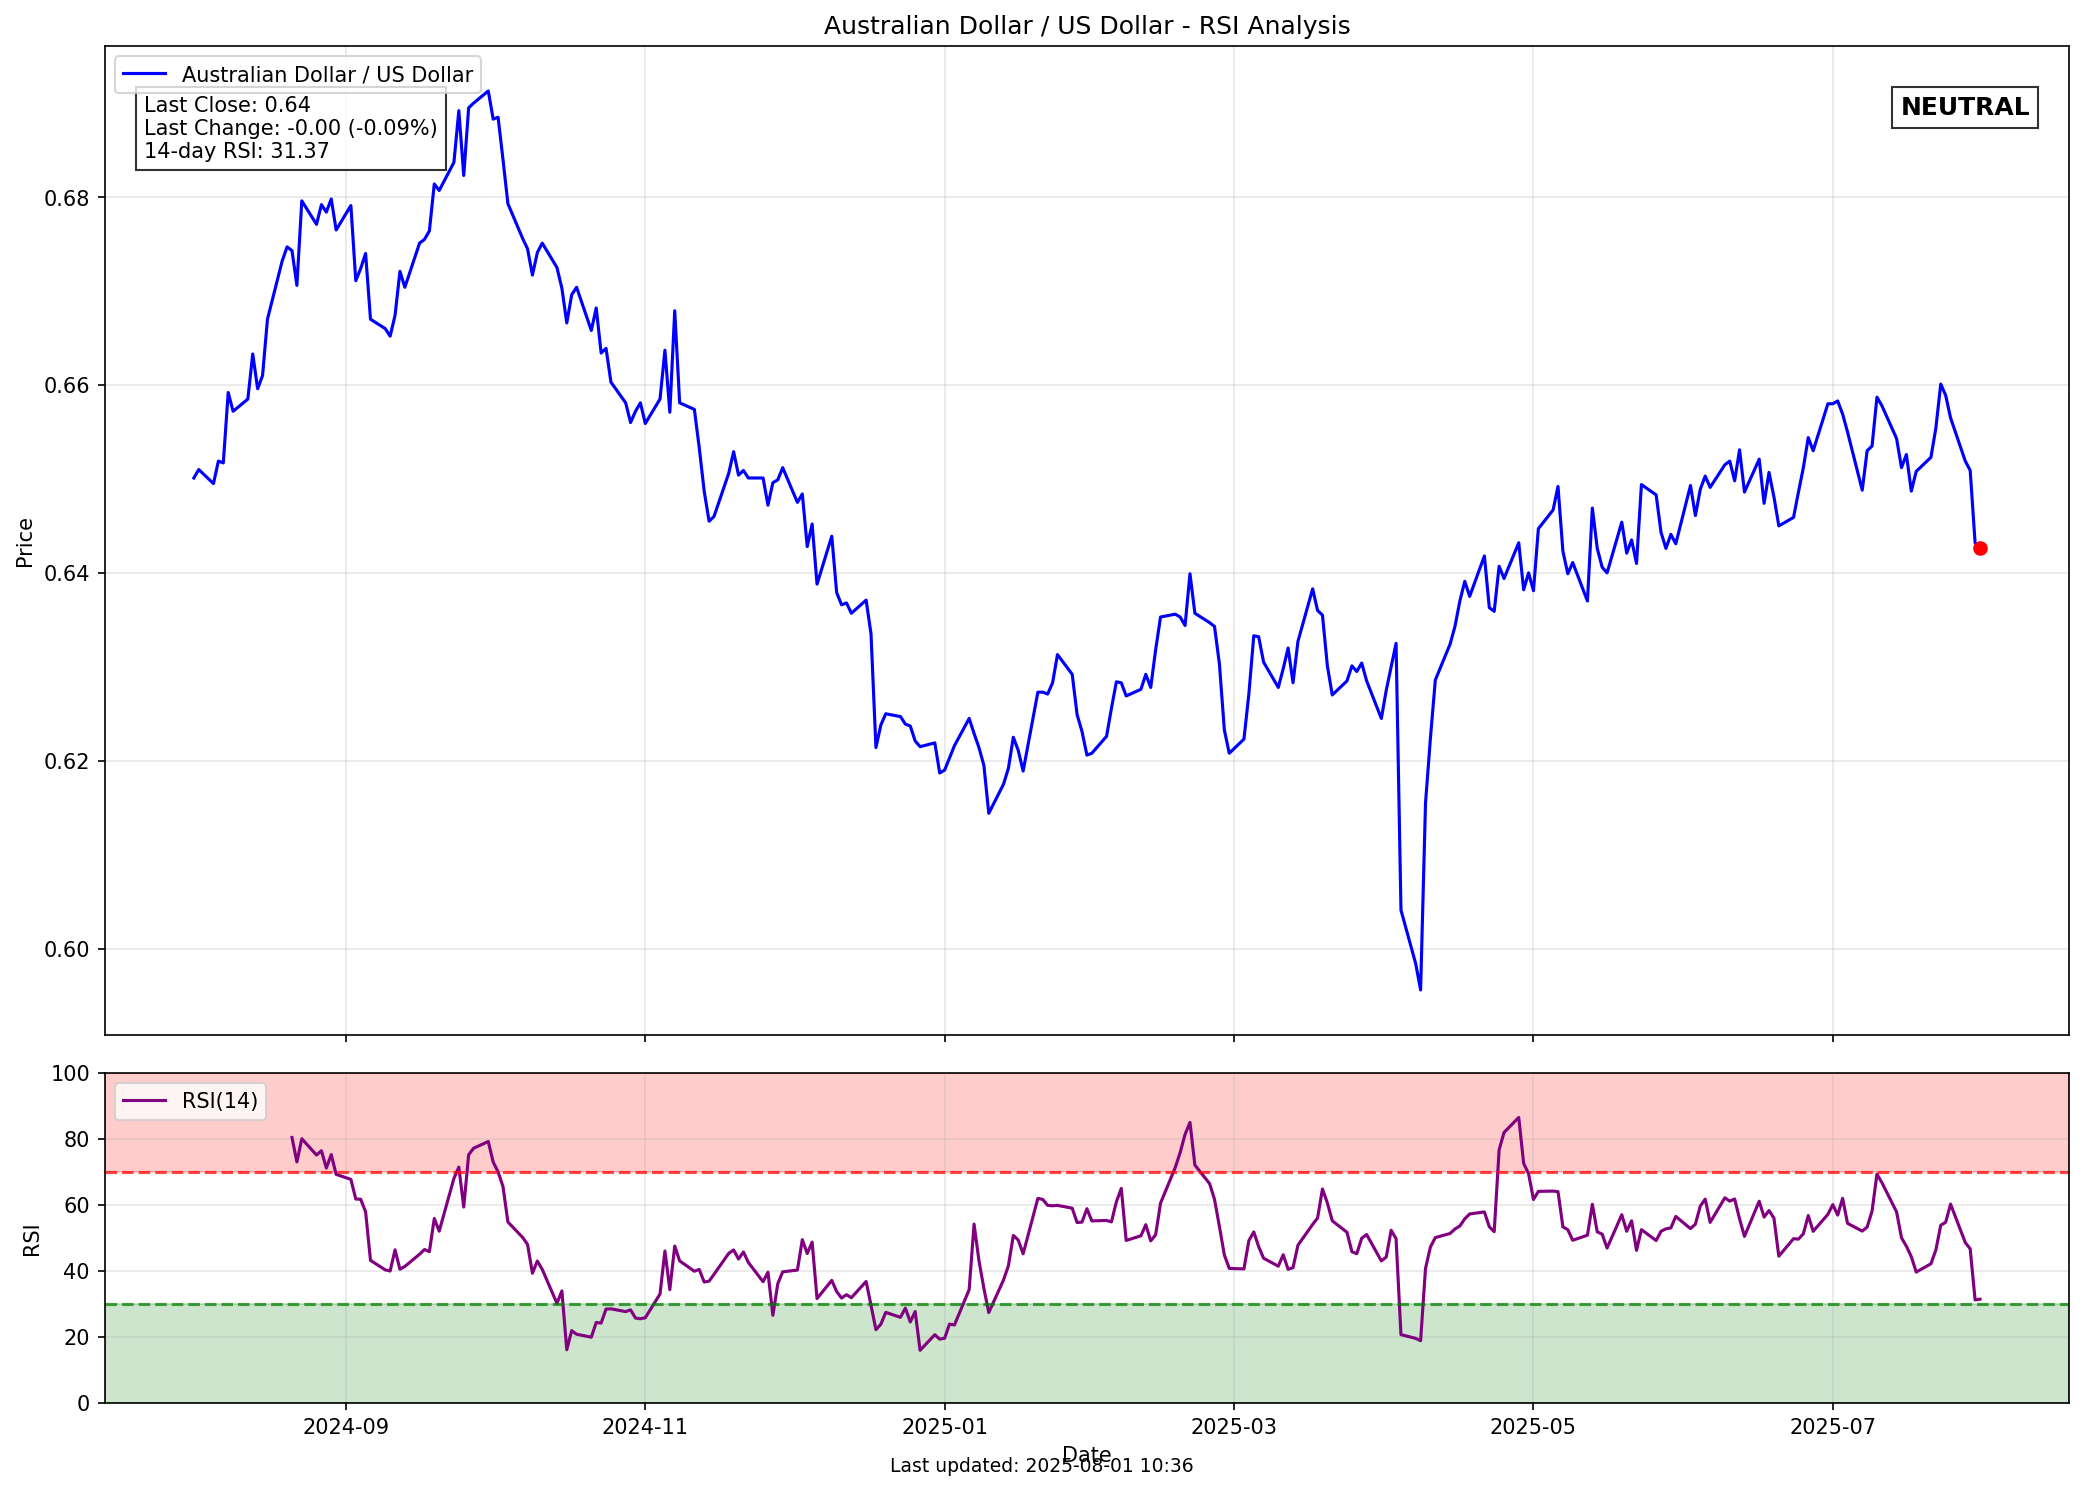 Australian Dollar / US Dollar - RSI Analysis
Australian Dollar / US Dollar
Last Close: 0.64
Last Change: -0.00 (-0.09%)
14-day RSI: 31.37
NEUTRAL
Price
0.68
0.66
0.64
0.62
0.60
RSI(14)
RSI
100
80
60
40
20
0
2024-09
2024-11
2025-01
2025-03
2025-05
2025-07
Date
Last updated: 2025-08-01 10:36